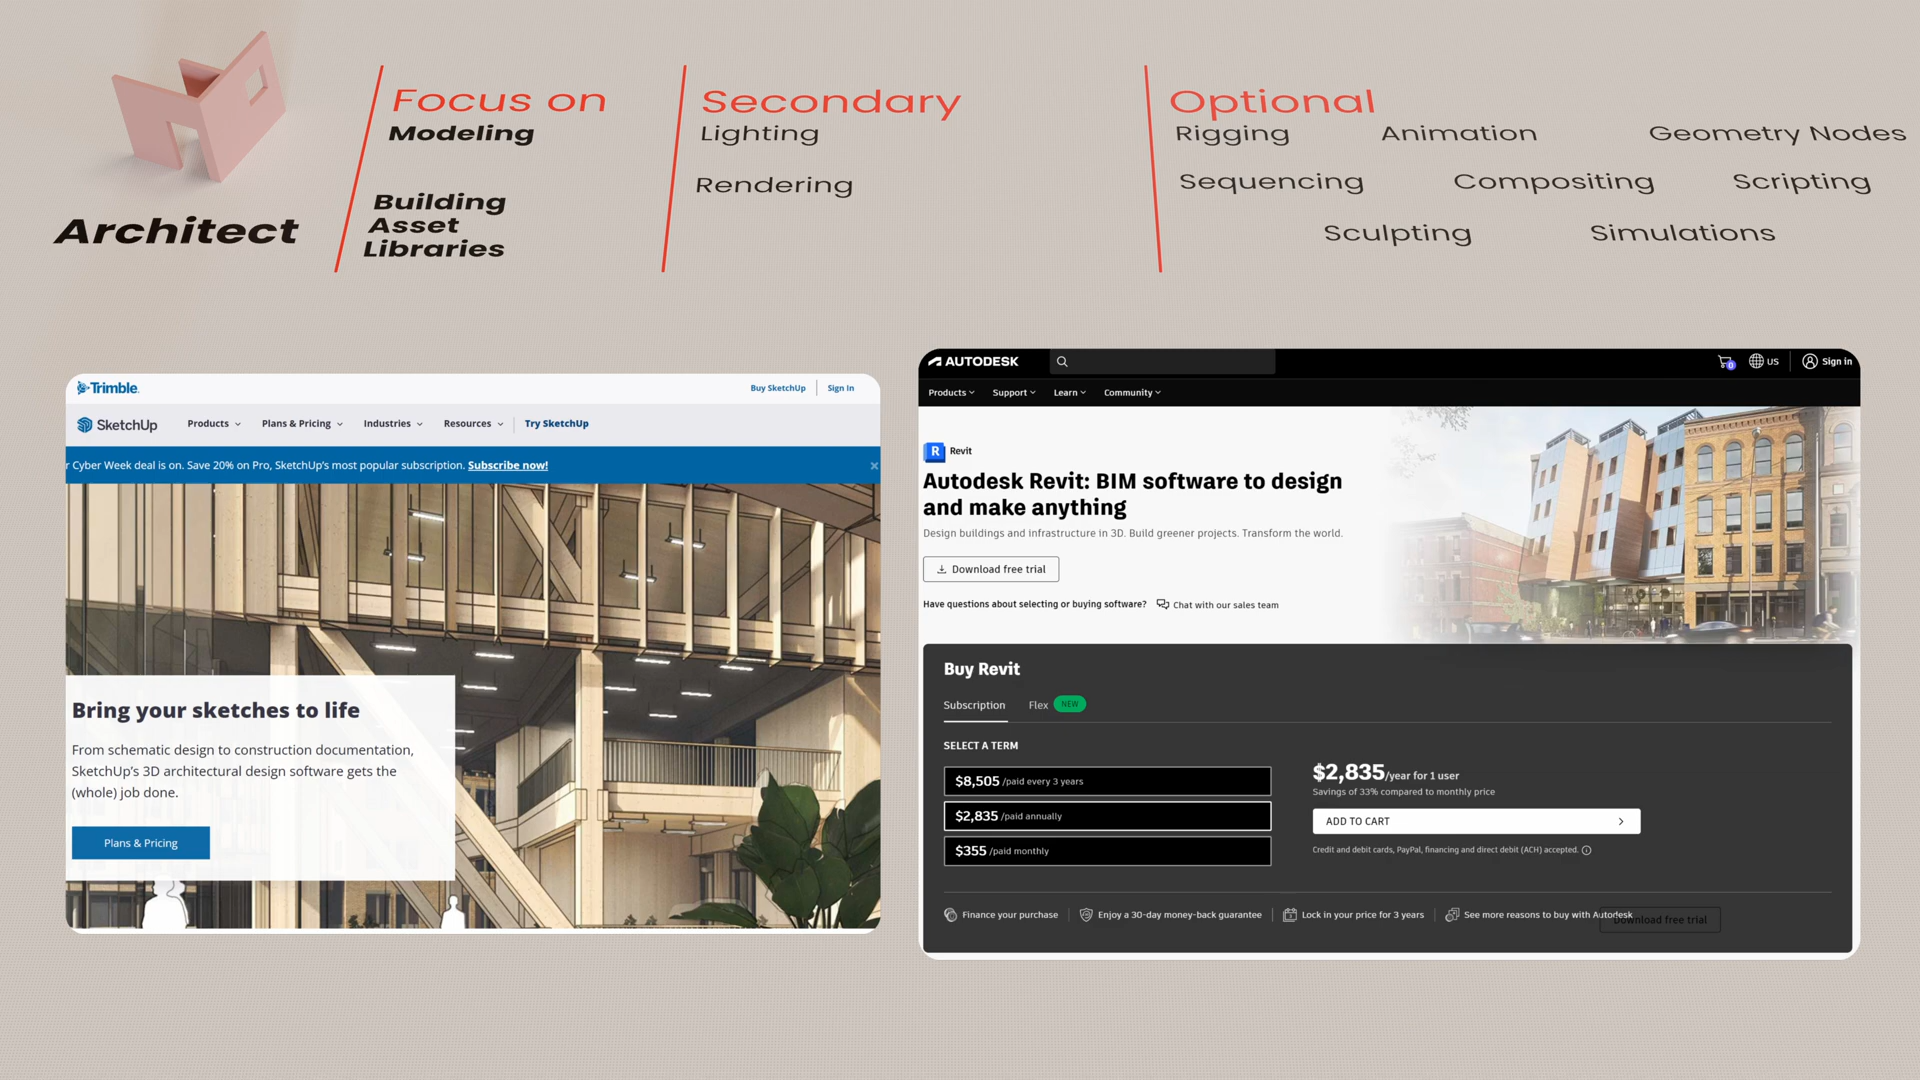 Architect
Focus on
Modeling
Building
Asset
Libraries
Secondary
Lighting
Rendering
Optional
Rigging Animation Geometry Nodes
Sequencing Compositing Scripting
Sculpting Simulations
Trimble
Buy SketchUp Sign In
SketchUp Products Plans & Pricing Industries Resources Try SketchUp
r Cyber Week deal is on. Save 20% on Pro, SketchUp's most popular subscription. Subscribe now! ×
Bring your sketches to life
From schematic design to construction documentation,
SketchUp's 3D architectural design software gets the
(whole) job done.
Plans & Pricing
AUTODESK
0 US Sign in
Products Support Learn Community
R Revit
Autodesk Revit: BIM software to design
and make anything
Design buildings and infrastructure in 3D. Build greener projects. Transform the world.
Download free trial
Have questions about selecting or buying software? Chat with our sales team
Buy Revit
Subscription Flex NEW
SELECT A TERM
$8,505 /paid every 3 years
$2,835 /paid annually
$355 /paid monthly
$2,835/year for 1 user
Savings of 33% compared to monthly price
ADD TO CART
Credit and debit cards, PayPal, financing and direct debit (ACH) accepted.
Finance your purchase Enjoy a 30-day money-back guarantee Lock in your price for 3 years See more reasons to buy with Autodesk
Download free trial